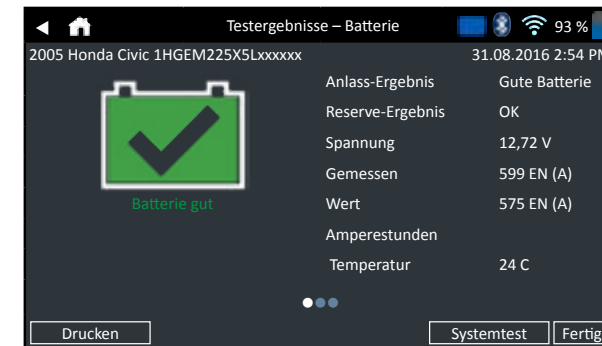 Testergebnisse – Batterie 93 %
2005 Honda Civic 1HGEM225X5Lxxxxxx 31.08.2016 2:54 PM
Anlass-Ergebnis Gute Batterie
Reserve-Ergebnis OK
Spannung 12,72 V
Gemessen 599 EN (A)
Wert 575 EN (A)
Amperestunden
Temperatur 24 C
Batterie gut
Drucken Systemtest Fertig